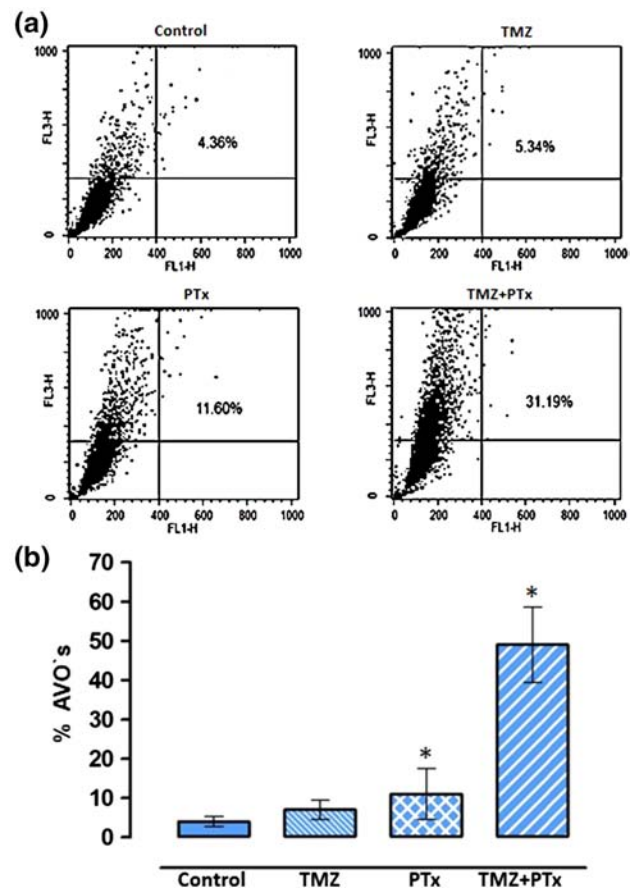 (a)
Control
TMZ
1000
FL3-H
0
4.36%
0 200 400 600 800 1000
FL1-H
1000
FL3-H
0
5.34%
0 200 400 600 800 1000
FL1-H
PTx
TMZ+PTx
1000
FL3-H
0
11.60%
0 200 400 600 800 1000
FL1-H
1000
FL3-H
0
31.19%
0 200 400 600 800 1000
FL1-H
(b)
% AVO`s
70
60
50
40
30
20
10
0
*
*
Control TMZ PTx TMZ+PTx